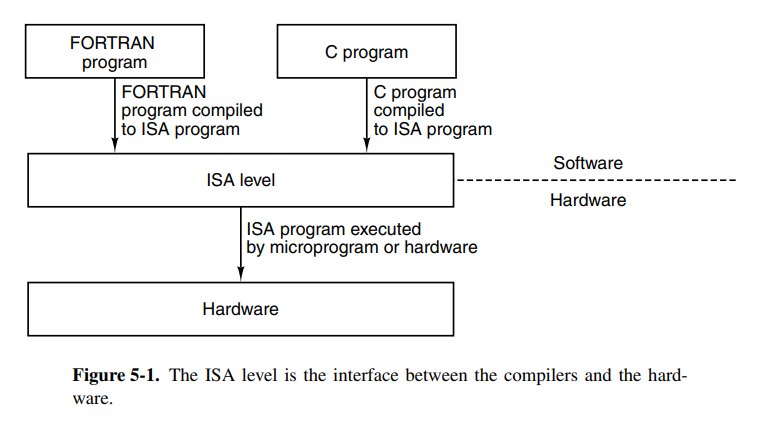 FORTRAN
program
C program
FORTRAN
program compiled
to ISA program
C program
compiled
to ISA program
ISA level
Software
Hardware
ISA program executed
by microprogram or hardware
Hardware
Figure 5-1. The ISA level is the interface between the compilers and the hard-
ware.